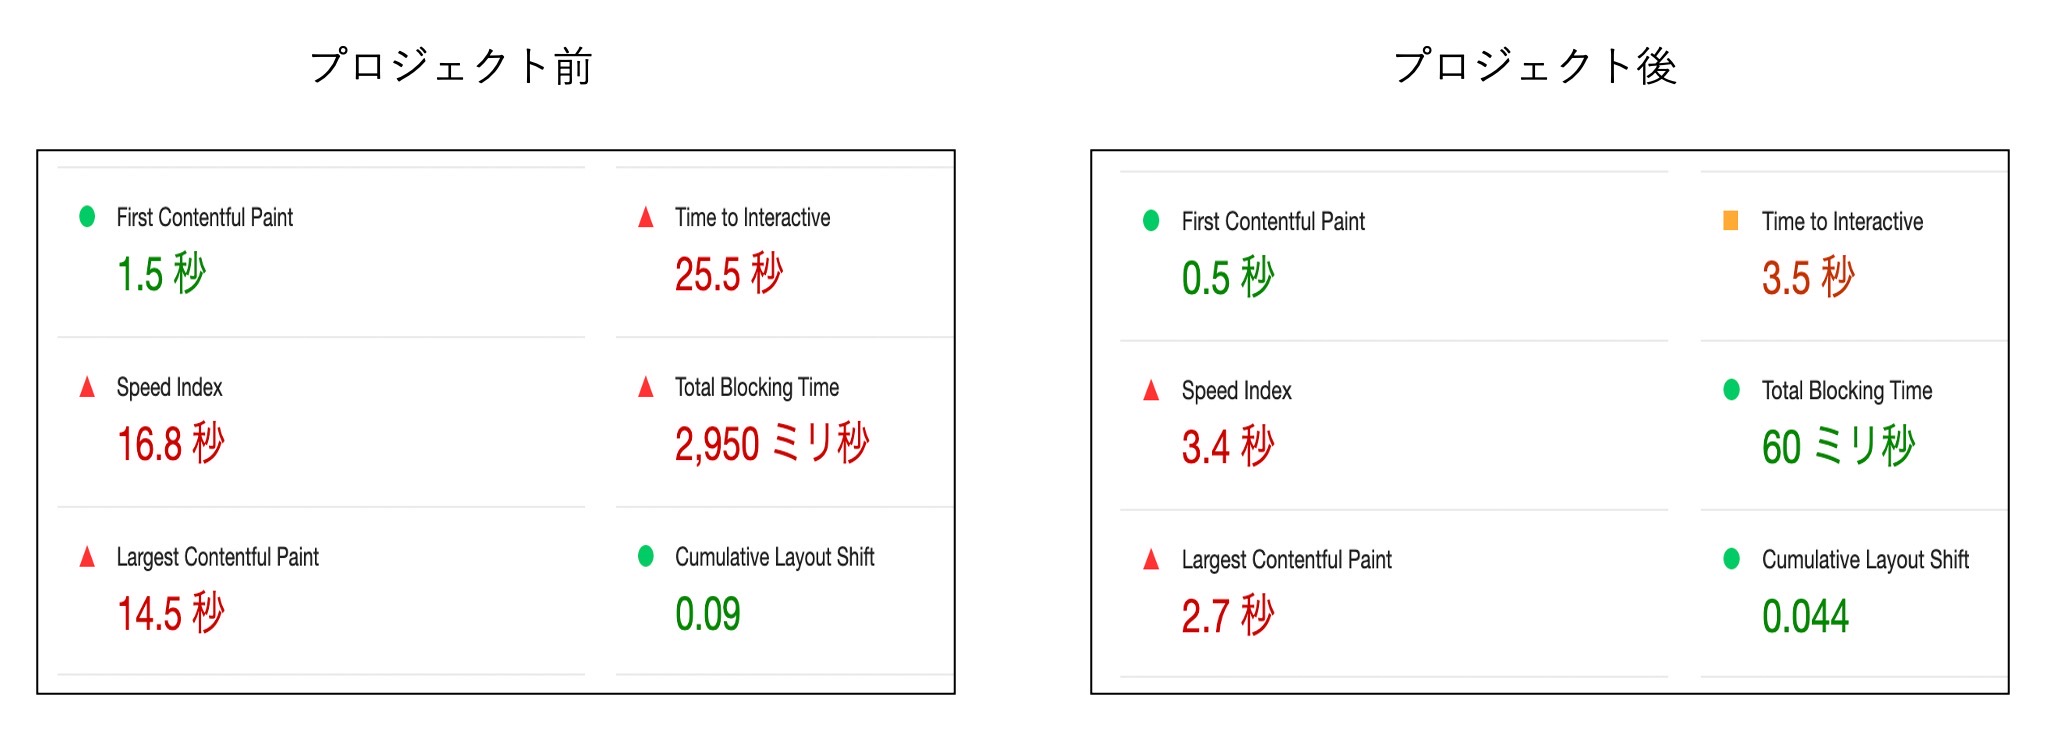 プロジェクト前
First Contentful Paint
1.5 秒
Time to Interactive
25.5 秒
Speed Index
16.8 秒
Total Blocking Time
2,950 ミリ秒
Largest Contentful Paint
14.5 秒
Cumulative Layout Shift
0.09
プロジェクト後
First Contentful Paint
0.5 秒
Time to Interactive
3.5 秒
Speed Index
3.4 秒
Total Blocking Time
60 ミリ秒
Largest Contentful Paint
2.7 秒
Cumulative Layout Shift
0.044